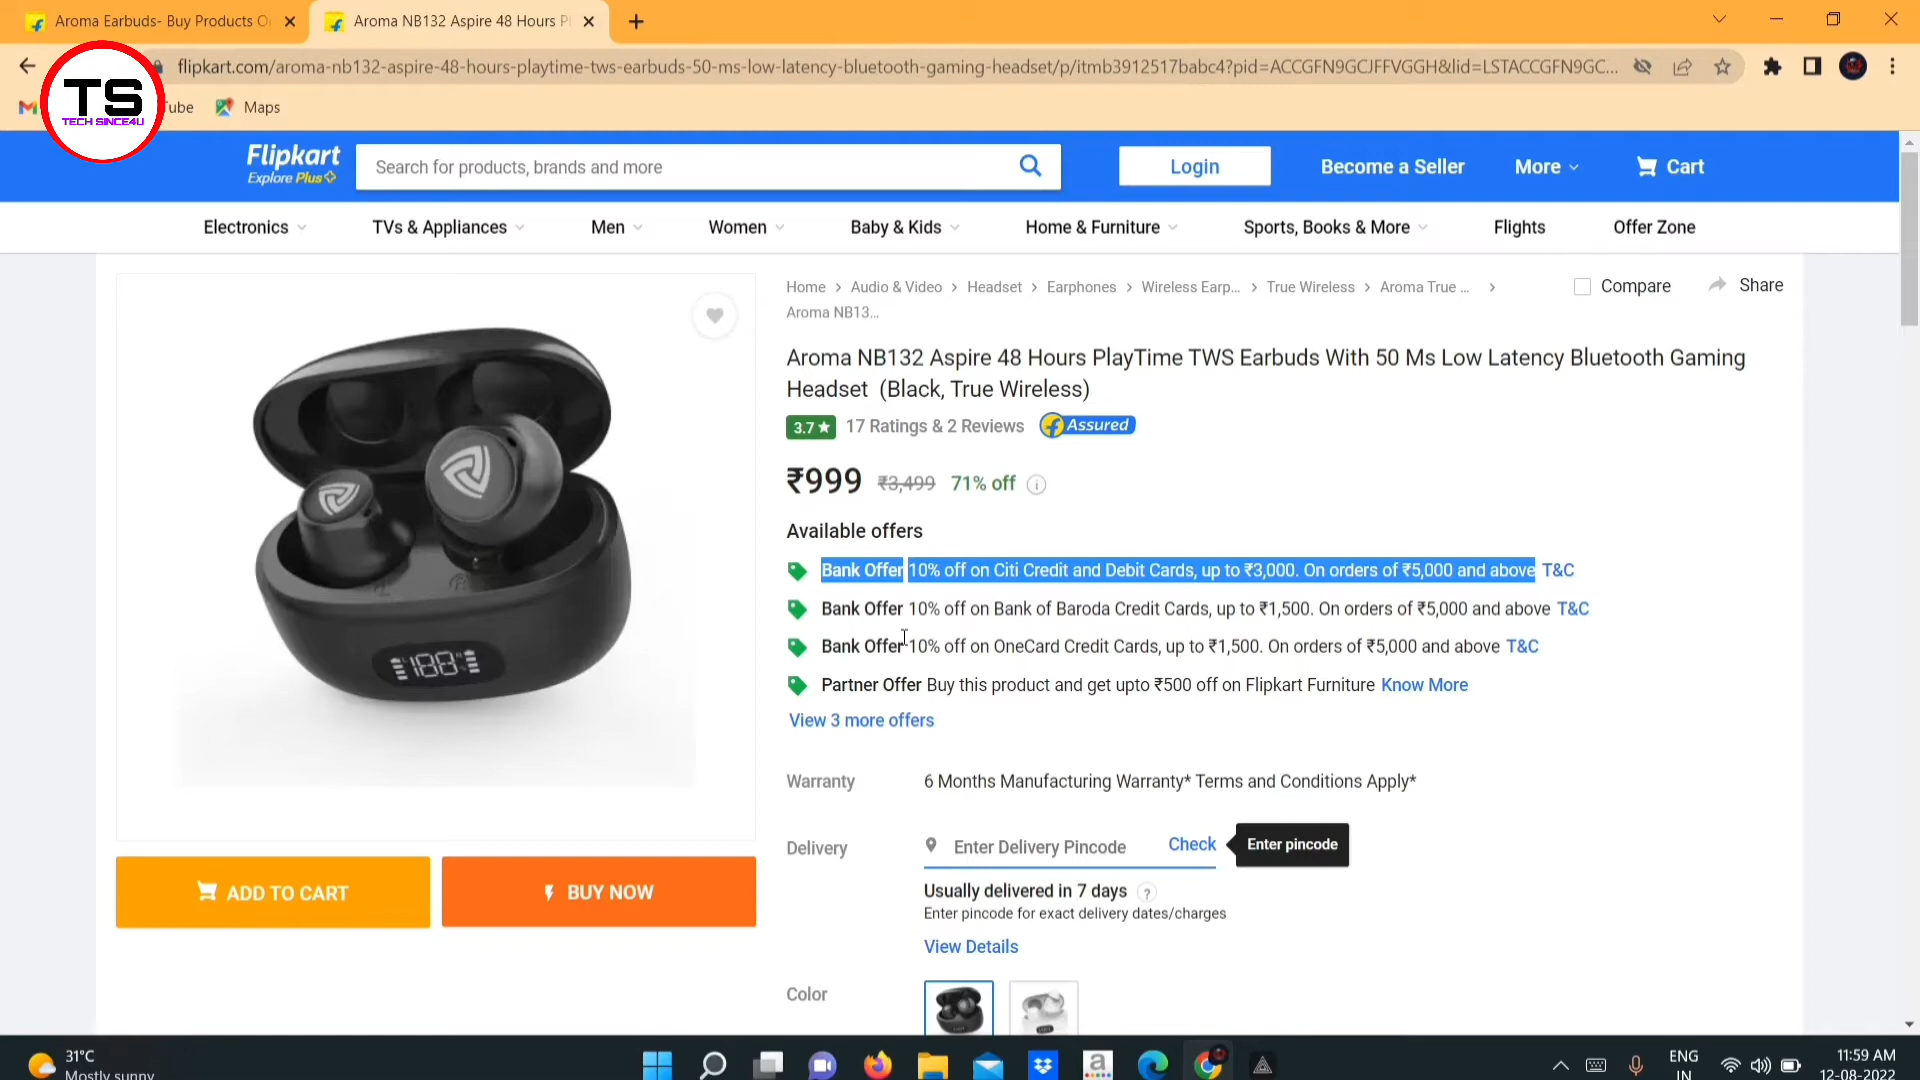 Aroma Earbuds- Buy Products O
Aroma NB132 Aspire 48 Hours P
flipkart.com/aroma-nb132-aspire-48-hours-playtime-tws-earbuds-50-ms-low-latency-bluetooth-gaming-headset/p/itmb3912517babc4?pid=ACCGFN9GCJFFVGGH&lid=LSTACCGFN9GC...
TS
TECH SINCE4U
ube
Maps
Flipkart
Explore Plus
Search for products, brands and more
Login
Become a Seller
More
Cart
Electronics
TVs & Appliances
Men
Women
Baby & Kids
Home & Furniture
Sports, Books & More
Flights
Offer Zone
Home > Audio & Video > Headset > Earphones > Wireless Earp... > True Wireless > Aroma True ... >
Aroma NB13...
Compare
Share
Aroma NB132 Aspire 48 Hours PlayTime TWS Earbuds With 50 Ms Low Latency Bluetooth Gaming
Headset (Black, True Wireless)
3.7★ 17 Ratings & 2 Reviews Assured
₹999 ₹3,499 71% off
Available offers
Bank Offer 10% off on Citi Credit and Debit Cards, up to ₹3,000. On orders of ₹5,000 and above T&C
Bank Offer 10% off on Bank of Baroda Credit Cards, up to ₹1,500. On orders of ₹5,000 and above T&C
Bank Offer 10% off on OneCard Credit Cards, up to ₹1,500. On orders of ₹5,000 and above T&C
Partner Offer Buy this product and get upto ₹500 off on Flipkart Furniture Know More
View 3 more offers
Warranty
6 Months Manufacturing Warranty* Terms and Conditions Apply*
Delivery
Enter Delivery Pincode
Check
Enter pincode
Usually delivered in 7 days ?
Enter pincode for exact delivery dates/charges
View Details
Color
188
ADD TO CART
BUY NOW
31°C
Mostly sunny
ENG
IN
11:59 AM
12-08-2022